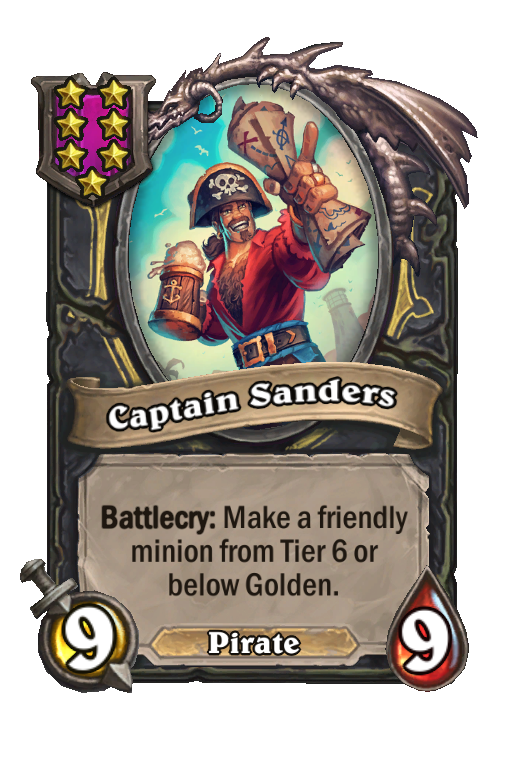 Captain Sanders
Battlecry: Make a friendly
minion from Tier 6 or
below Golden.
9
Pirate
9